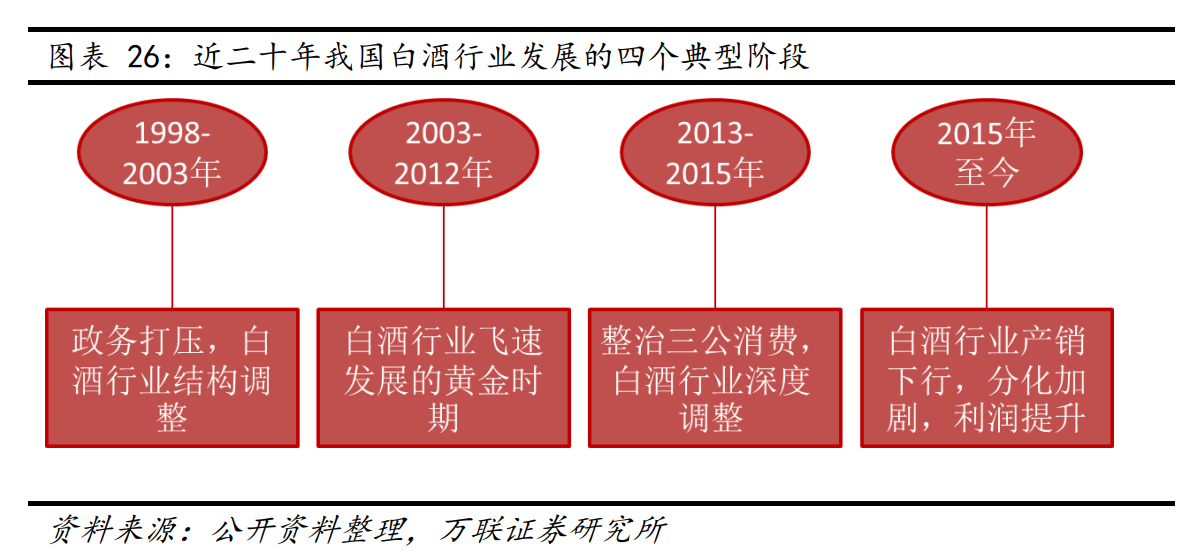 图表 26：近二十年我国白酒行业发展的四个典型阶段
1998-
2003年
2003-
2012年
2013-
2015年
2015年
至今
政务打压，白
酒行业结构调
整
白酒行业飞速
发展的黄金时
期
整治三公消费，
白酒行业深度
调整
白酒行业产销
下行，分化加
剧，利润提升
资料来源：公开资料整理，万联证券研究所